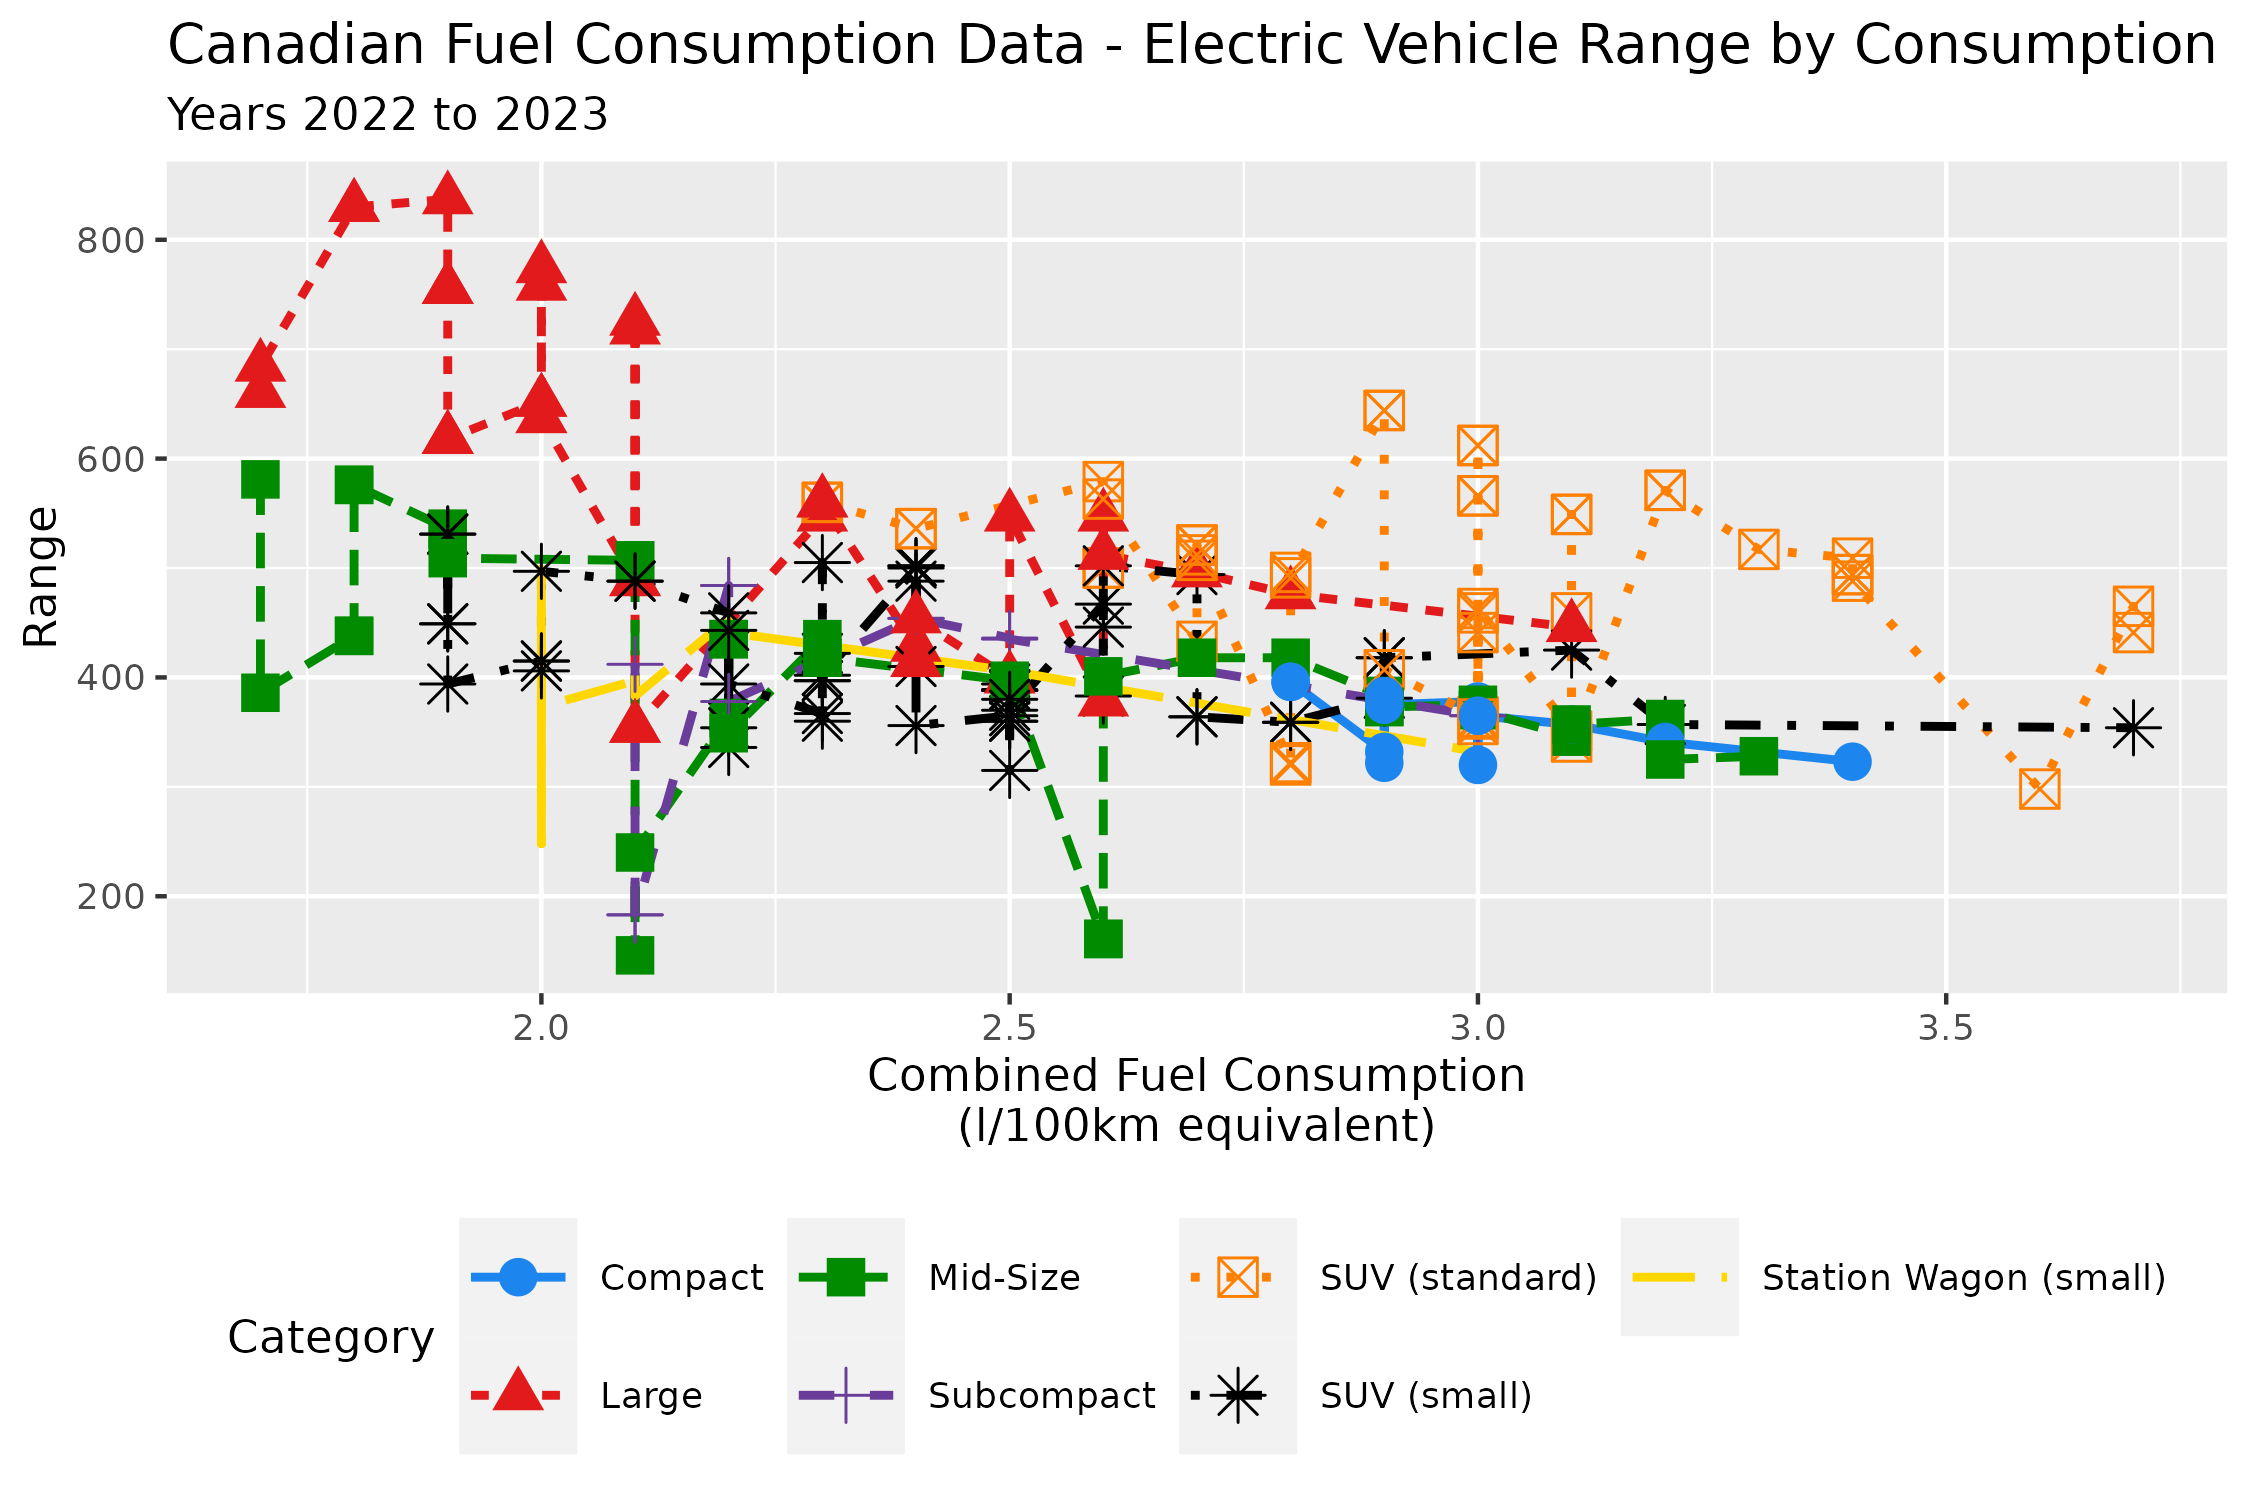 Canadian Fuel Consumption Data - Electric Vehicle Range by Consumption
Years 2022 to 2023
Range
800
600
400
200
2.0 2.5 3.0 3.5
Combined Fuel Consumption
(l/100km equivalent)
Category
Compact
Mid-Size
SUV (standard)
Station Wagon (small)
Large
Subcompact
SUV (small)